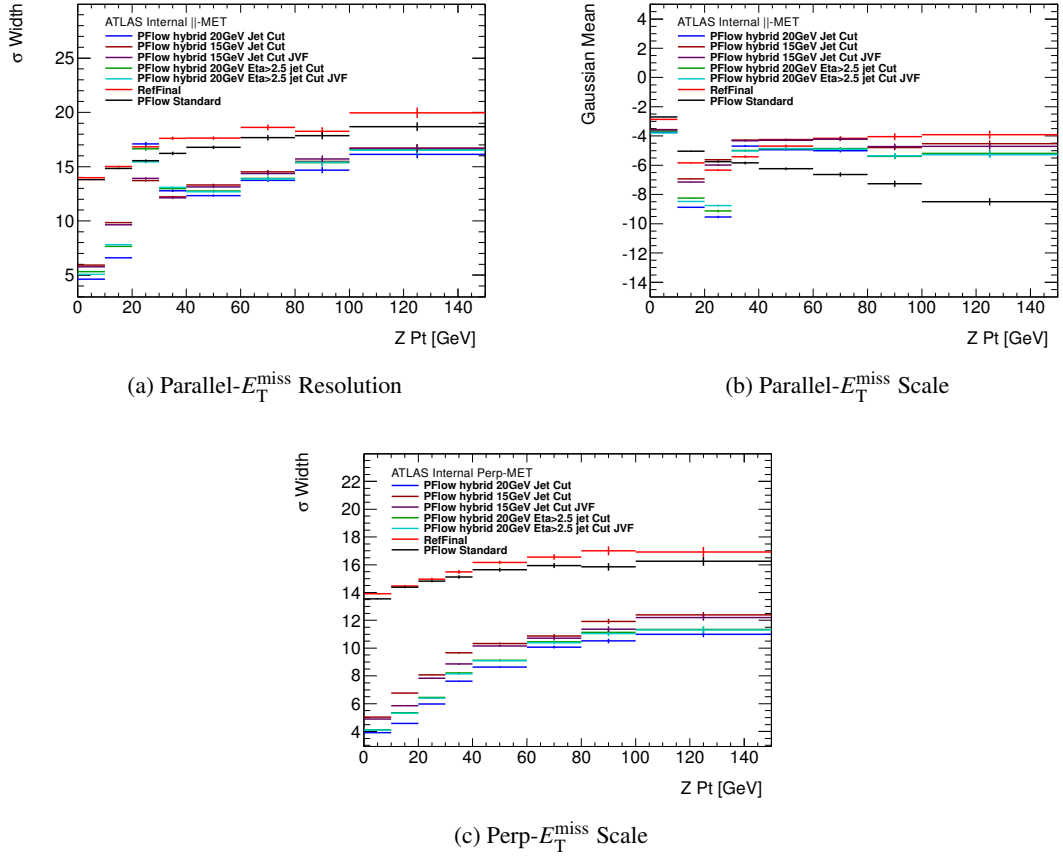 σ Width
25
20
15
10
5
ATLAS Internal ||-MET
PFlow hybrid 20GeV Jet Cut
PFlow hybrid 15GeV Jet Cut
PFlow hybrid 15GeV Jet Cut JVF
PFlow hybrid 20GeV Eta>2.5 jet Cut
PFlow hybrid 20GeV Eta>2.5 jet Cut JVF
RefFinal
PFlow Standard
0 20 40 60 80 100 120 140
Z Pt [GeV]
(a) Parallel-E_T^miss Resolution
Gaussian Mean
4
2
0
-2
-4
-6
-8
-10
-12
-14
ATLAS Internal ||-MET
PFlow hybrid 20GeV Jet Cut
PFlow hybrid 15GeV Jet Cut
PFlow hybrid 15GeV Jet Cut JVF
PFlow hybrid 20GeV Eta>2.5 jet Cut
PFlow hybrid 20GeV Eta>2.5 jet Cut JVF
RefFinal
PFlow Standard
0 20 40 60 80 100 120 140
Z Pt [GeV]
(b) Parallel-E_T^miss Scale
σ Width
22
20
18
16
14
12
10
8
6
4
ATLAS Internal Perp-MET
PFlow hybrid 20GeV Jet Cut
PFlow hybrid 15GeV Jet Cut
PFlow hybrid 15GeV Jet Cut JVF
PFlow hybrid 20GeV Eta>2.5 jet Cut
PFlow hybrid 20GeV Eta>2.5 jet Cut JVF
RefFinal
PFlow Standard
0 20 40 60 80 100 120 140
Z Pt [GeV]
(c) Perp-E_T^miss Scale